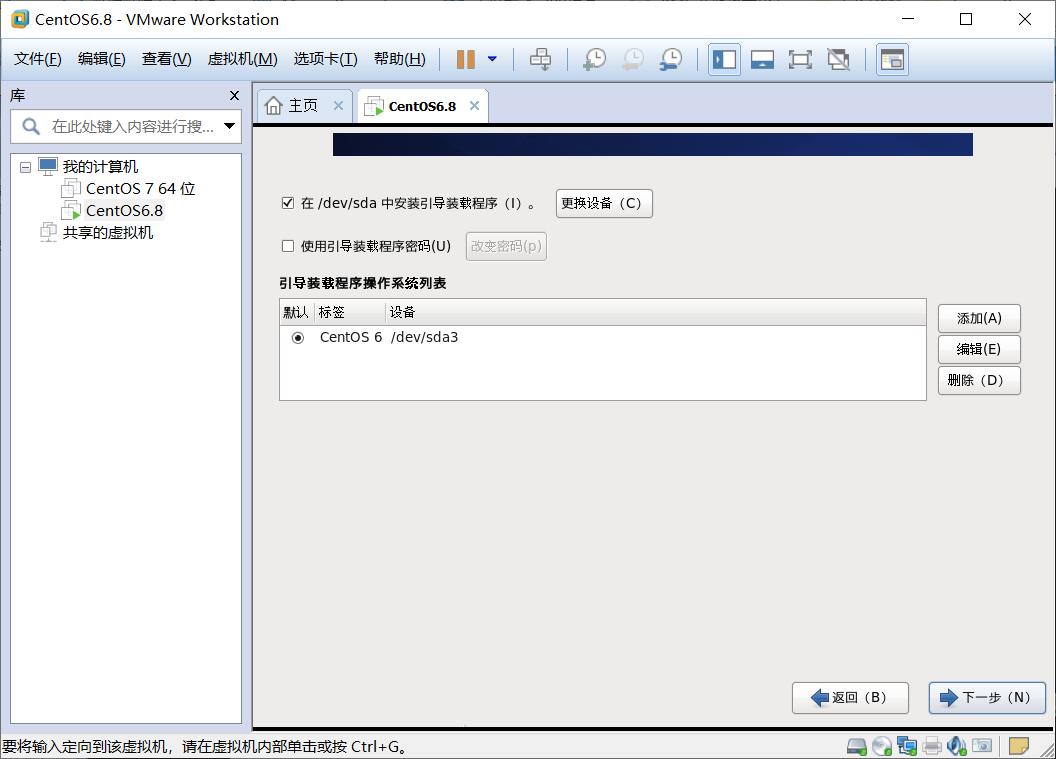 CentOS6.8 - VMware Workstation
文件(F) 编辑(E) 查看(V) 虚拟机(M) 选项卡(T) 帮助(H)
库
在此处键入内容进行搜...
我的计算机
CentOS 7 64 位
CentOS6.8
共享的虚拟机
主页
CentOS6.8
在 /dev/sda 中安装引导装载程序（I）。 更换设备（C）
使用引导装载程序密码(U) 改变密码(p)
引导装载程序操作系统列表
默认 标签 设备
CentOS 6 /dev/sda3
添加(A)
编辑(E)
删除（D）
返回（B） 下一步（N）
要将输入定向到该虚拟机，请在虚拟机内部单击或按 Ctrl+G。